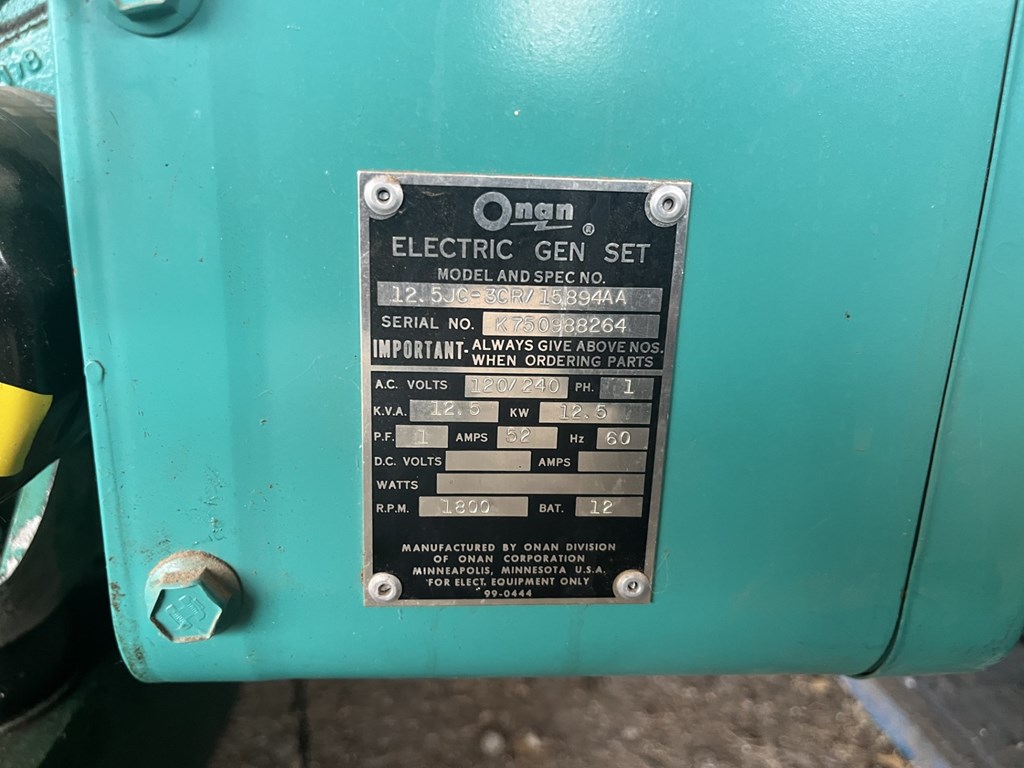 178
Onan ®
ELECTRIC GEN SET
MODEL AND SPEC NO.
12.5JC-3CR/15894AA
SERIAL NO. K750988264
IMPORTANT- ALWAYS GIVE ABOVE NOS.
WHEN ORDERING PARTS
A.C. VOLTS 120/240 PH. 1
K.V.A. 12.5 KW 12.5
P.F. 1 AMPS 52 Hz 60
D.C. VOLTS AMPS
WATTS
R.P.M. 1800 BAT. 12
MANUFACTURED BY ONAN DIVISION
OF ONAN CORPORATION
MINNEAPOLIS, MINNESOTA U.S.A.
FOR ELECT. EQUIPMENT ONLY
99-0444